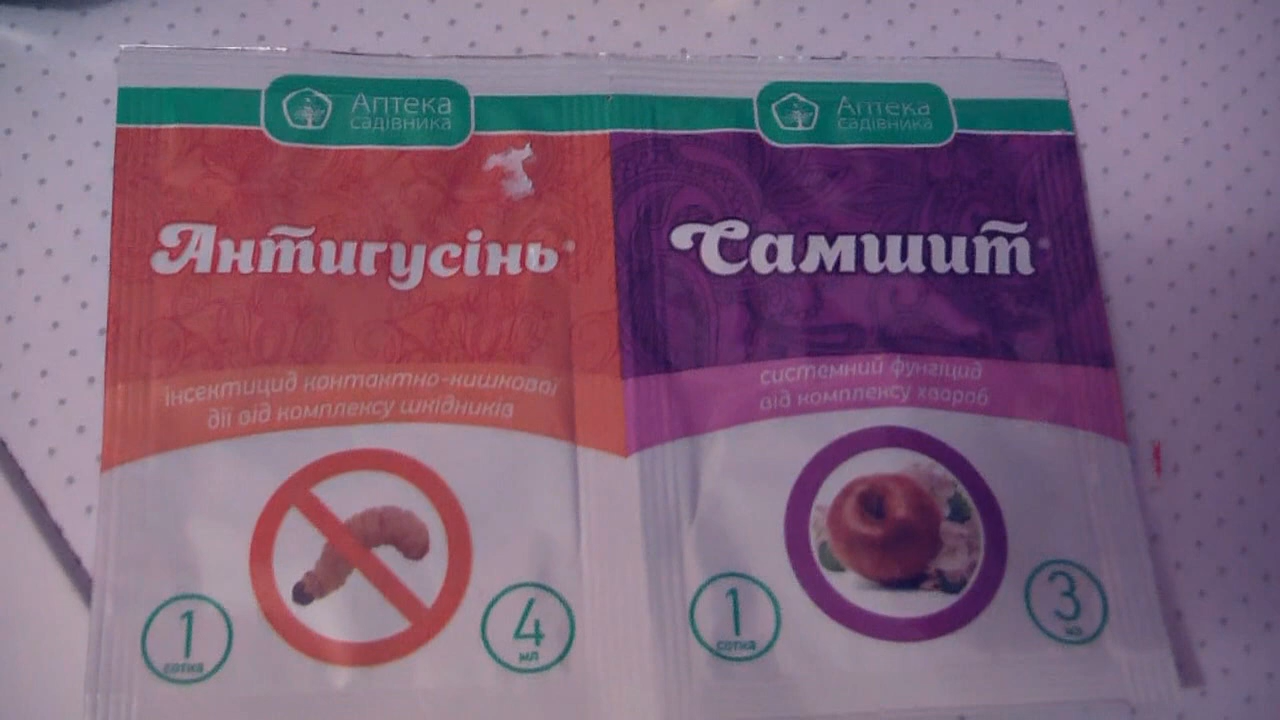 Аптека
садівника
Антигусінь
інсектицид контактно-кишкової
дії від комплексу шкідників
1
сотка
4
мл
Аптека
садівника
Самшит
системний фунгіцид
від комплексу хвороб
1
сотка
3
мл